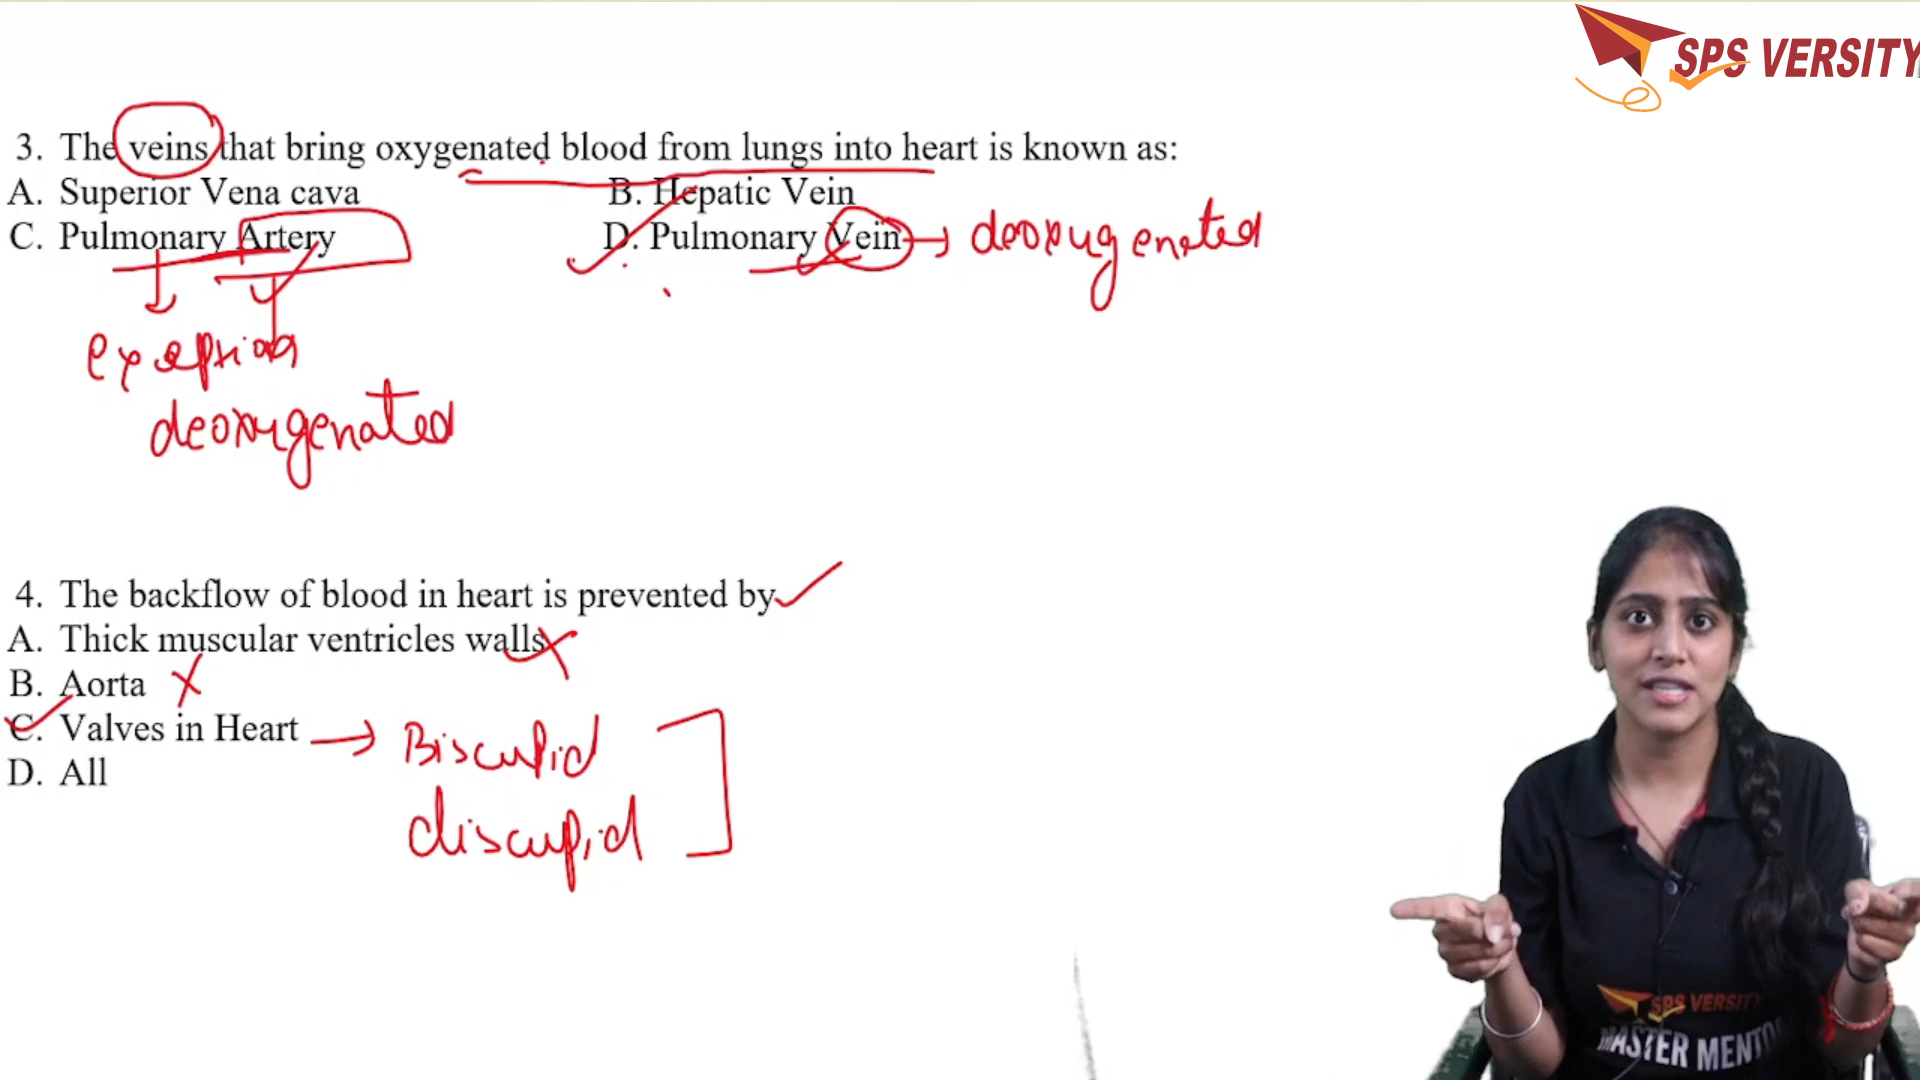 SPS VERSITY
3. The veins that bring oxygenated blood from lungs into heart is known as:
A. Superior Vena cava B. Hepatic Vein
C. Pulmonary Artery D. Pulmonary Vein → deoxygenated
exception
deoxygenated
4. The backflow of blood in heart is prevented by
A. Thick muscular ventricles walls
B. Aorta
C. Valves in Heart → Biscupid
discupid
D. All
SPS VERSITY
MASTER MENTO